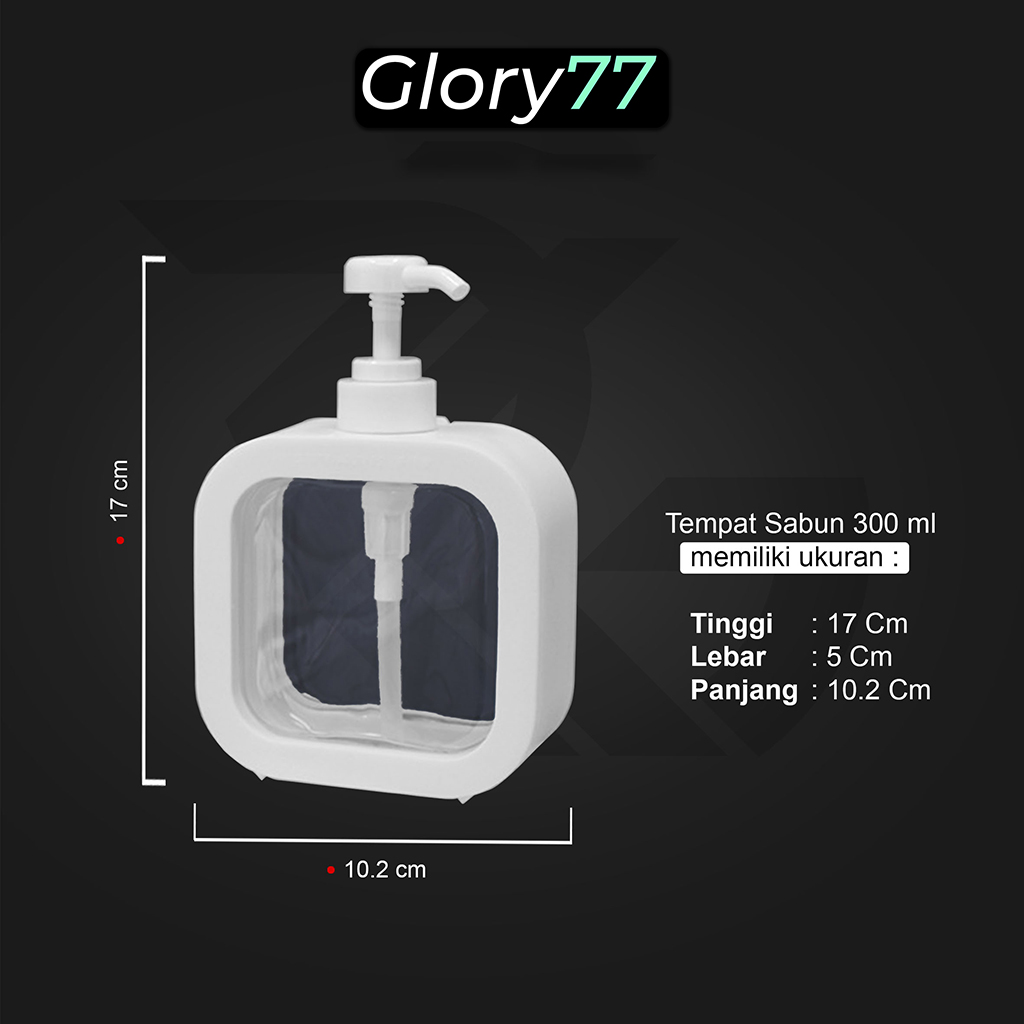 Glory77
17 cm
Tempat Sabun 300 ml
memiliki ukuran :
Tinggi : 17 Cm
Lebar : 5 Cm
Panjang : 10.2 Cm
10.2 cm